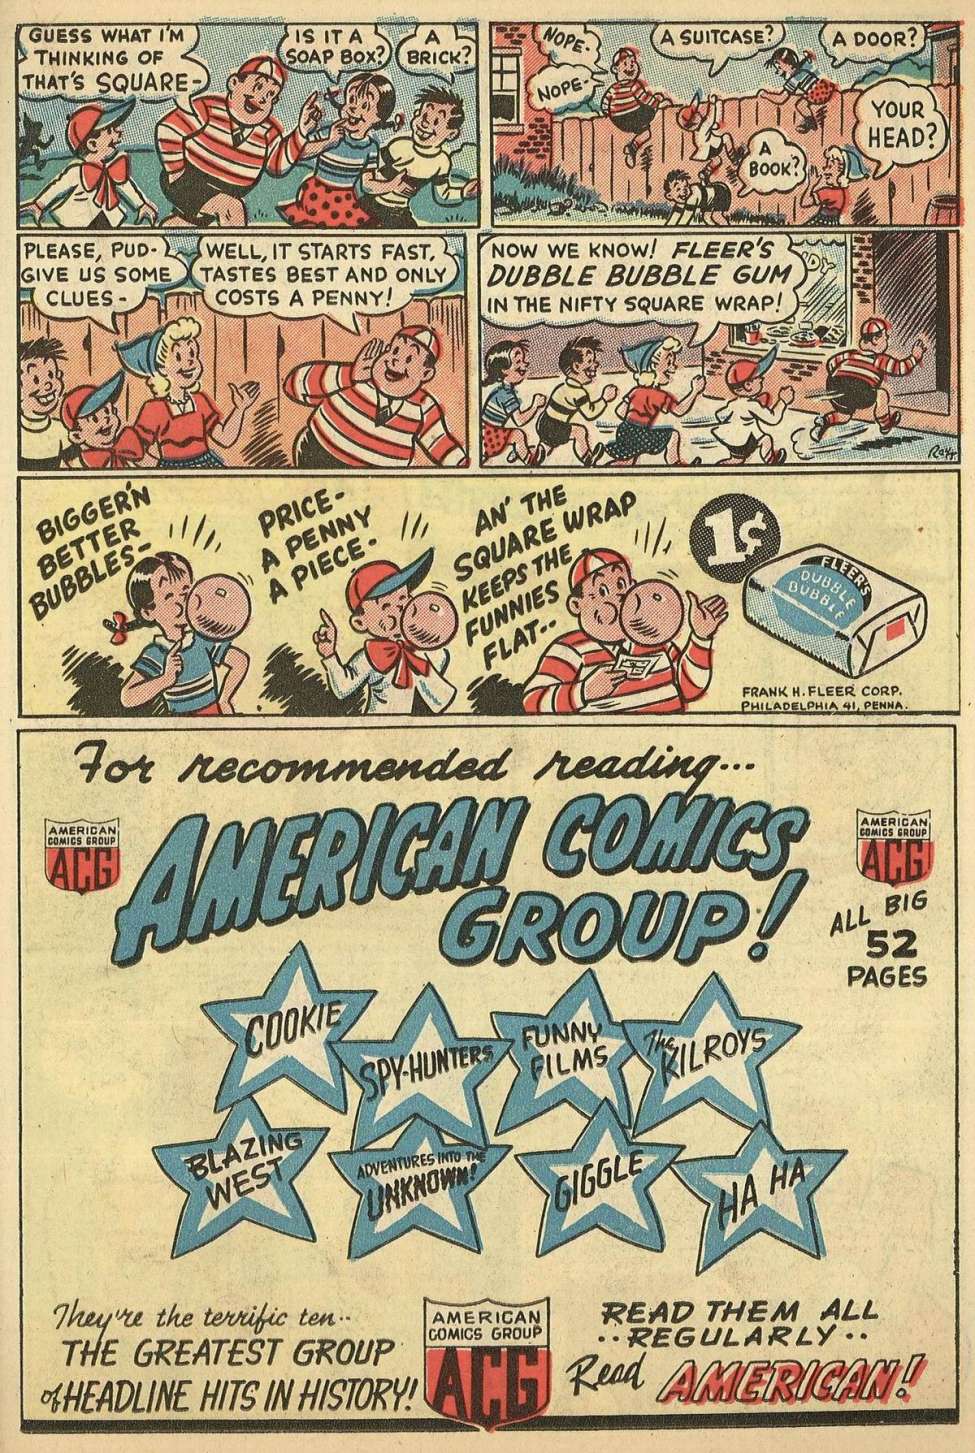 GUESS WHAT I'M
THINKING OF
THAT'S SQUARE-
IS IT A
SOAP BOX?
A
BRICK?
NOPE-
NOPE-
A SUITCASE?
A DOOR?
A
BOOK?
YOUR
HEAD?
PLEASE, PUD-
GIVE US SOME
CLUES-
WELL, IT STARTS FAST,
TASTES BEST AND ONLY
COSTS A PENNY!
NOW WE KNOW! FLEER'S
DUBBLE BUBBLE GUM
IN THE NIFTY SQUARE WRAP!
BIGGER'N
BETTER
BUBBLES-
PRICE-
A PENNY
A PIECE-
AN' THE
SQUARE WRAP
KEEPS THE
FUNNIES
FLAT--
1¢
FLEER'S
DUBBLE
BUBBLE
FRANK H. FLEER CORP.
PHILADELPHIA 41, PENNA.
For recommended reading...
AMERICAN
COMICS GROUP
ACG
AMERICAN COMICS
GROUP!
AMERICAN
COMICS GROUP
ACG
ALL BIG
52
PAGES
COOKIE
SPY-HUNTERS
FUNNY
FILMS
The
KILROYS
BLAZING
WEST
ADVENTURES INTO THE
UNKNOWN!
GIGGLE
HA HA
They're the terrific ten--
THE GREATEST GROUP
of HEADLINE HITS IN HISTORY!
AMERICAN
COMICS GROUP
ACG
READ THEM ALL
--REGULARLY--
Read AMERICAN!